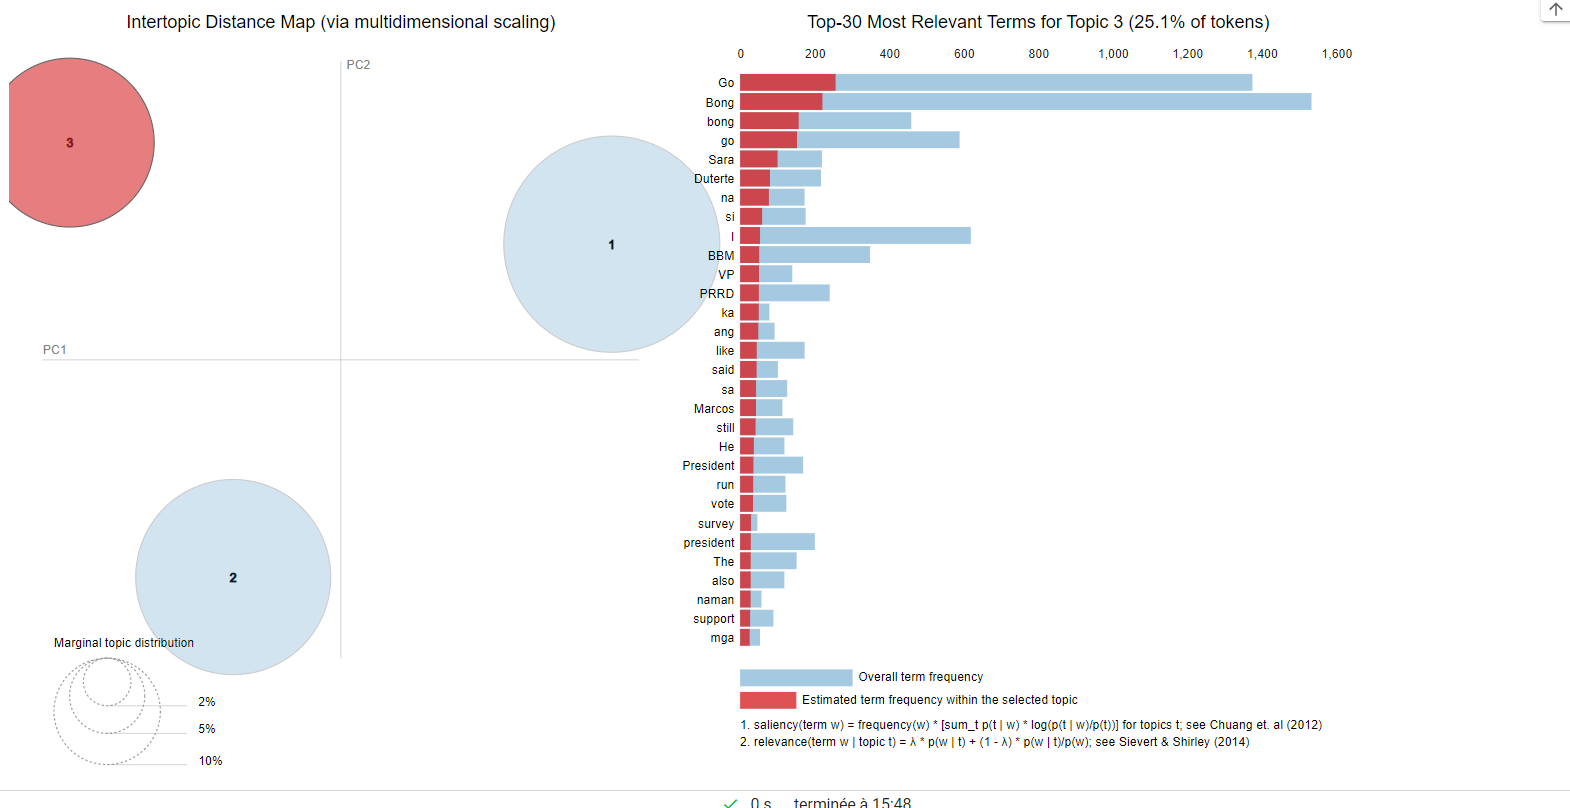 Intertopic Distance Map (via multidimensional scaling)
PC2
PC1
3
1
2
Marginal topic distribution
2%
5%
10%
Top-30 Most Relevant Terms for Topic 3 (25.1% of tokens)
0 200 400 600 800 1,000 1,200 1,400 1,600
Go
Bong
bong
go
Sara
Duterte
na
si
I
BBM
VP
PRRD
ka
ang
like
said
sa
Marcos
still
He
President
run
vote
survey
president
The
also
naman
support
mga
Overall term frequency
Estimated term frequency within the selected topic
1. saliency(term w) = frequency(w) * [sum_t p(t | w) * log(p(t | w)/p(t))] for topics t; see Chuang et. al (2012)
2. relevance(term w | topic t) = λ * p(w | t) + (1 - λ) * p(w | t)/p(w); see Sievert & Shirley (2014)
0 s terminée à 15:48